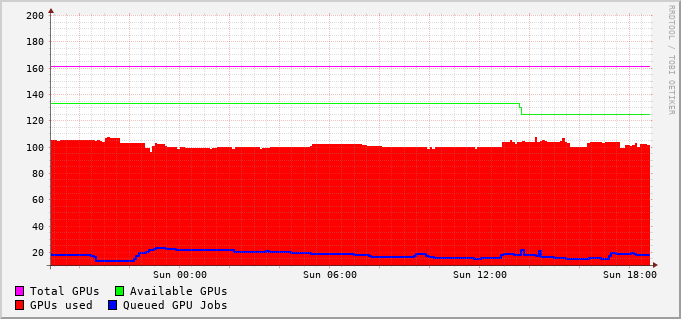 RRDTOOL / TOBI OETIKER
200
180
160
140
120
100
80
60
40
20
Sun 00:00 Sun 06:00 Sun 12:00 Sun 18:00
Total GPUs Available GPUs
GPUs used Queued GPU Jobs